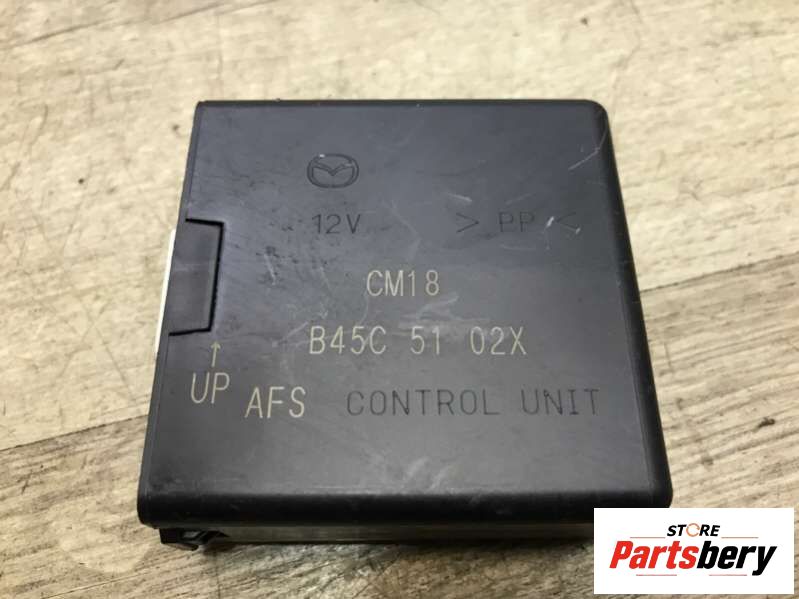 12V > PP <
CM18
B45C 51 02X
↑
UP AFS CONTROL UNIT
STORE
Partsbery